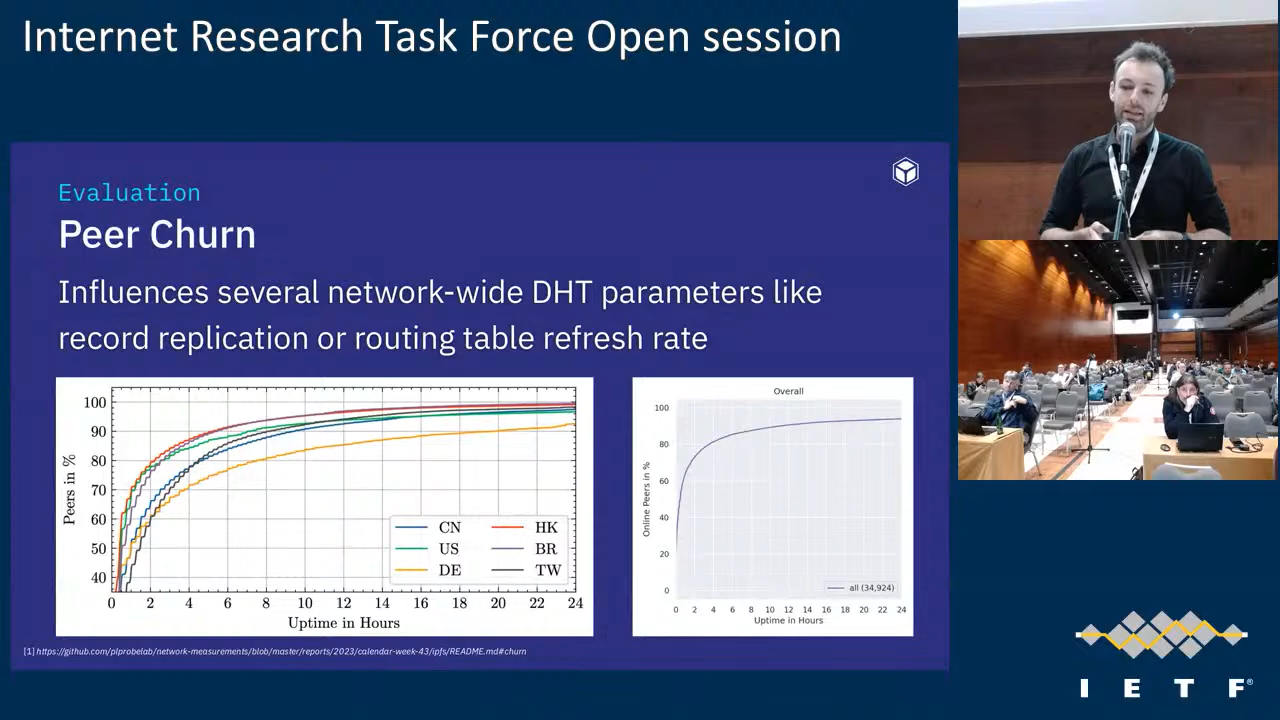 Internet Research Task Force Open session
Evaluation
Peer Churn
Influences several network-wide DHT parameters like
record replication or routing table refresh rate
100
90
80
70
60
50
40
Peers in %
0 2 4 6 8 10 12 14 16 18 20 22 24
Uptime in Hours
CN HK
US BR
DE TW
Overall
100
80
60
40
20
0
Online Peers in %
all (34,924)
0 2 4 6 8 10 12 14 16 18 20 22 24
Uptime in Hours
[1] https://github.com/plprobelab/network-measurements/blob/master/reports/2023/calendar-week-43/ipfs/README.md#churn
I E T F®